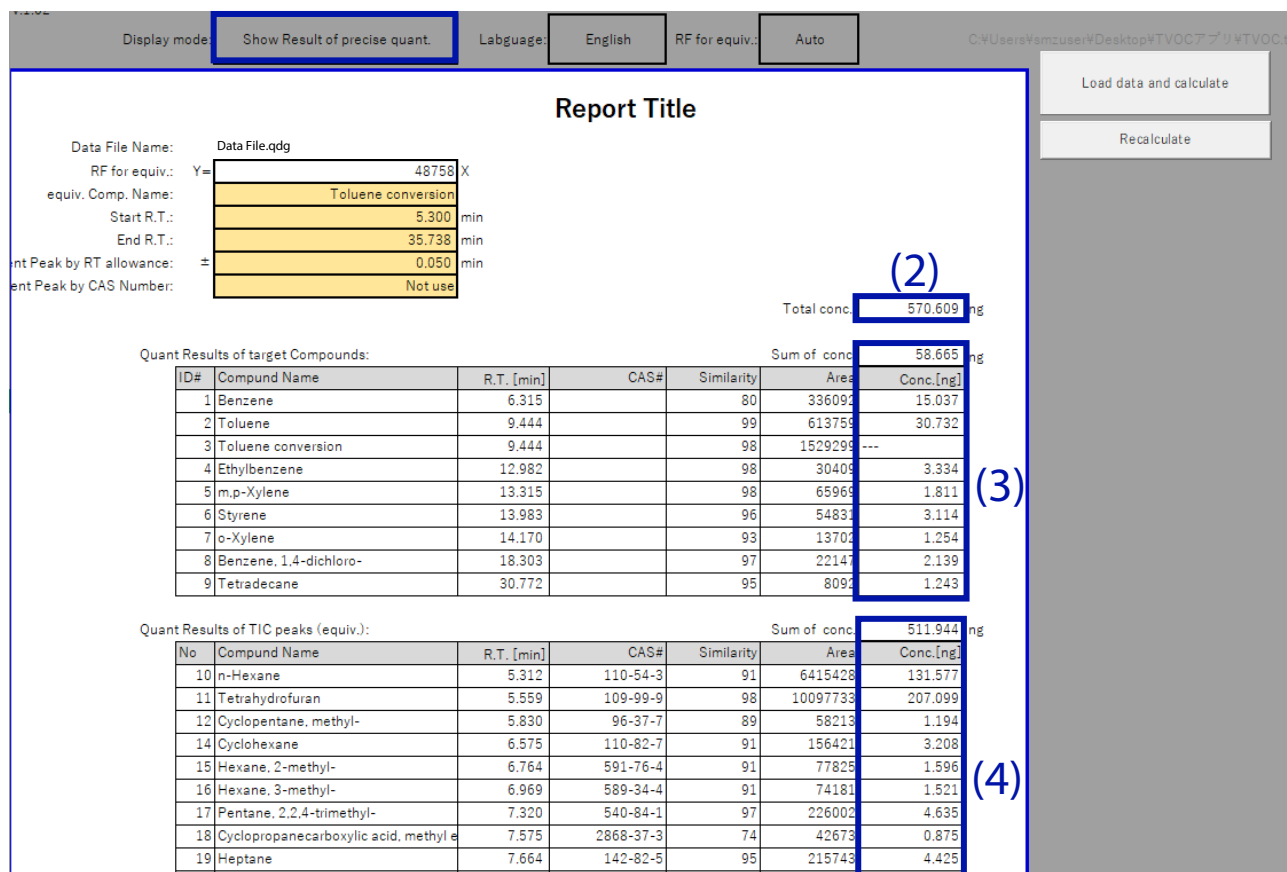 Display mode: Show Result of precise quant. Labguage: English RF for equiv.: Auto C:¥Users¥smzuser¥Desktop¥TVOCアプリ¥TVOC.
Load data and calculate
Recalculate
Report Title
Data File Name: Data File.qdg
RF for equiv.: Y= 48758 X
equiv. Comp. Name: Toluene conversion
Start R.T.: 5.300 min
End R.T.: 35.738 min
nt Peak by RT allowance: ± 0.050 min
ent Peak by CAS Number: Not use
(2)
Total conc. 570.609 ng
Quant Results of target Compounds: Sum of conc 58.665 ng
ID# Compund Name R.T. [min] CAS# Similarity Area Conc.[ng]
1 Benzene 6.315 80 336092 15.037
2 Toluene 9.444 99 613759 30.732
3 Toluene conversion 9.444 98 1529299 ---
4 Ethylbenzene 12.982 98 30409 3.334
5 m,p-Xylene 13.315 98 65969 1.811
6 Styrene 13.983 96 54831 3.114
7 o-Xylene 14.170 93 13702 1.254
8 Benzene, 1,4-dichloro- 18.303 97 22147 2.139
9 Tetradecane 30.772 95 8092 1.243
(3)
Quant Results of TIC peaks (equiv.): Sum of conc. 511.944 ng
No Compund Name R.T. [min] CAS# Similarity Area Conc.[ng]
10 n-Hexane 5.312 110-54-3 91 6415428 131.577
11 Tetrahydrofuran 5.559 109-99-9 98 10097733 207.099
12 Cyclopentane, methyl- 5.830 96-37-7 89 58213 1.194
14 Cyclohexane 6.575 110-82-7 91 156421 3.208
15 Hexane, 2-methyl- 6.764 591-76-4 91 77825 1.596
16 Hexane, 3-methyl- 6.969 589-34-4 91 74181 1.521
17 Pentane, 2,2,4-trimethyl- 7.320 540-84-1 97 226002 4.635
18 Cyclopropanecarboxylic acid, methyl e 7.575 2868-37-3 74 42673 0.875
19 Heptane 7.664 142-82-5 95 215743 4.425
(4)